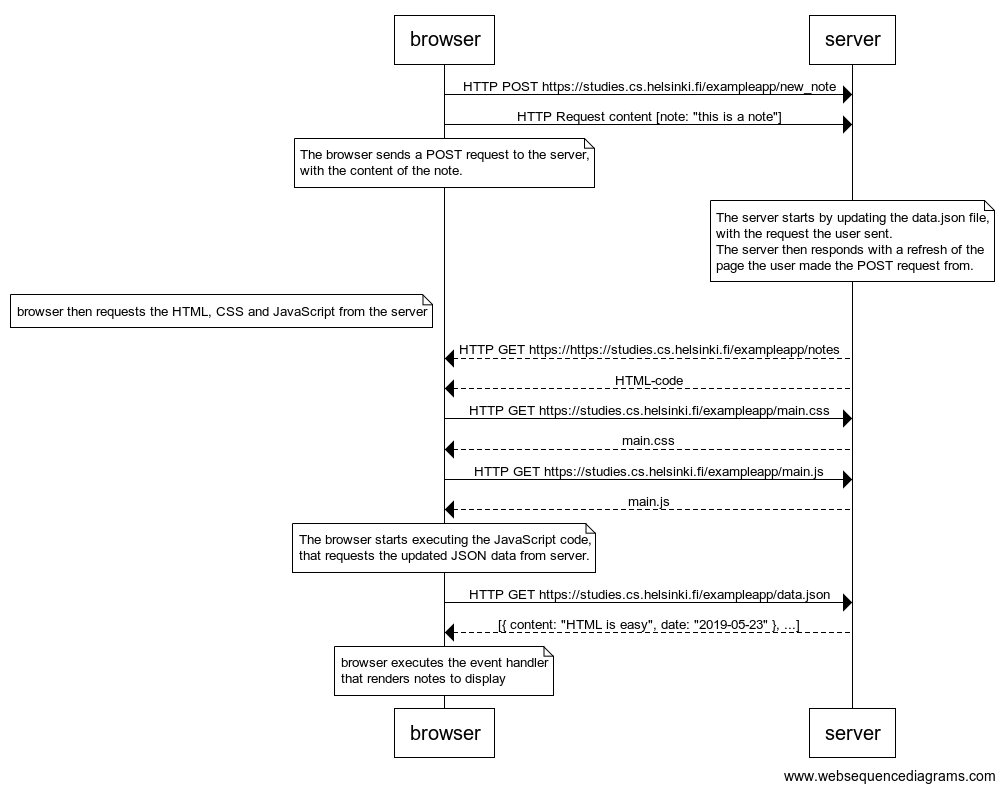 browser
server
HTTP POST https://studies.cs.helsinki.fi/exampleapp/new_note
HTTP Request content [note: "this is a note"]
The browser sends a POST request to the server,
with the content of the note.
The server starts by updating the data.json file,
with the request the user sent.
The server then responds with a refresh of the
page the user made the POST request from.
browser then requests the HTML, CSS and JavaScript from the server
HTTP GET https://https://studies.cs.helsinki.fi/exampleapp/notes
HTML-code
HTTP GET https://studies.cs.helsinki.fi/exampleapp/main.css
main.css
HTTP GET https://studies.cs.helsinki.fi/exampleapp/main.js
main.js
The browser starts executing the JavaScript code,
that requests the updated JSON data from server.
HTTP GET https://studies.cs.helsinki.fi/exampleapp/data.json
[{ content: "HTML is easy", date: "2019-05-23" }, ...]
browser executes the event handler
that renders notes to display
browser
server
www.websequencediagrams.com